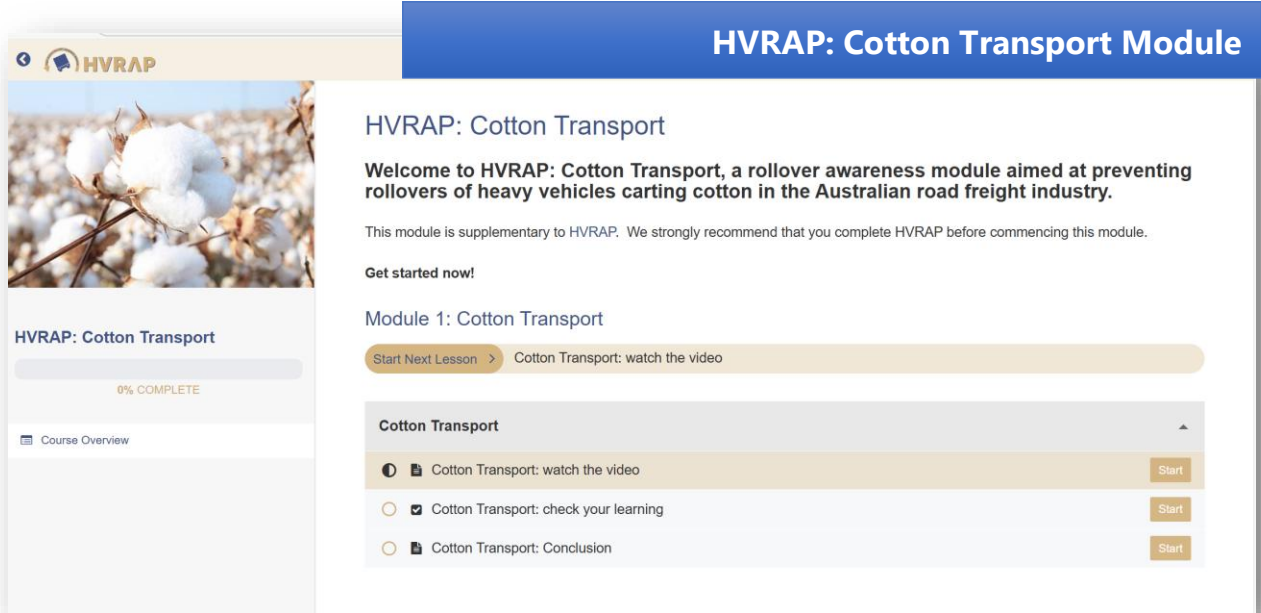 HVRAP: Cotton Transport Module
HVRAP
HVRAP: Cotton Transport
0% COMPLETE
Course Overview
HVRAP: Cotton Transport
Welcome to HVRAP: Cotton Transport, a rollover awareness module aimed at preventing
rollovers of heavy vehicles carting cotton in the Australian road freight industry.
This module is supplementary to HVRAP. We strongly recommend that you complete HVRAP before commencing this module.
Get started now!
Module 1: Cotton Transport
Start Next Lesson > Cotton Transport: watch the video
Cotton Transport
Cotton Transport: watch the video Start
Cotton Transport: check your learning Start
Cotton Transport: Conclusion Start